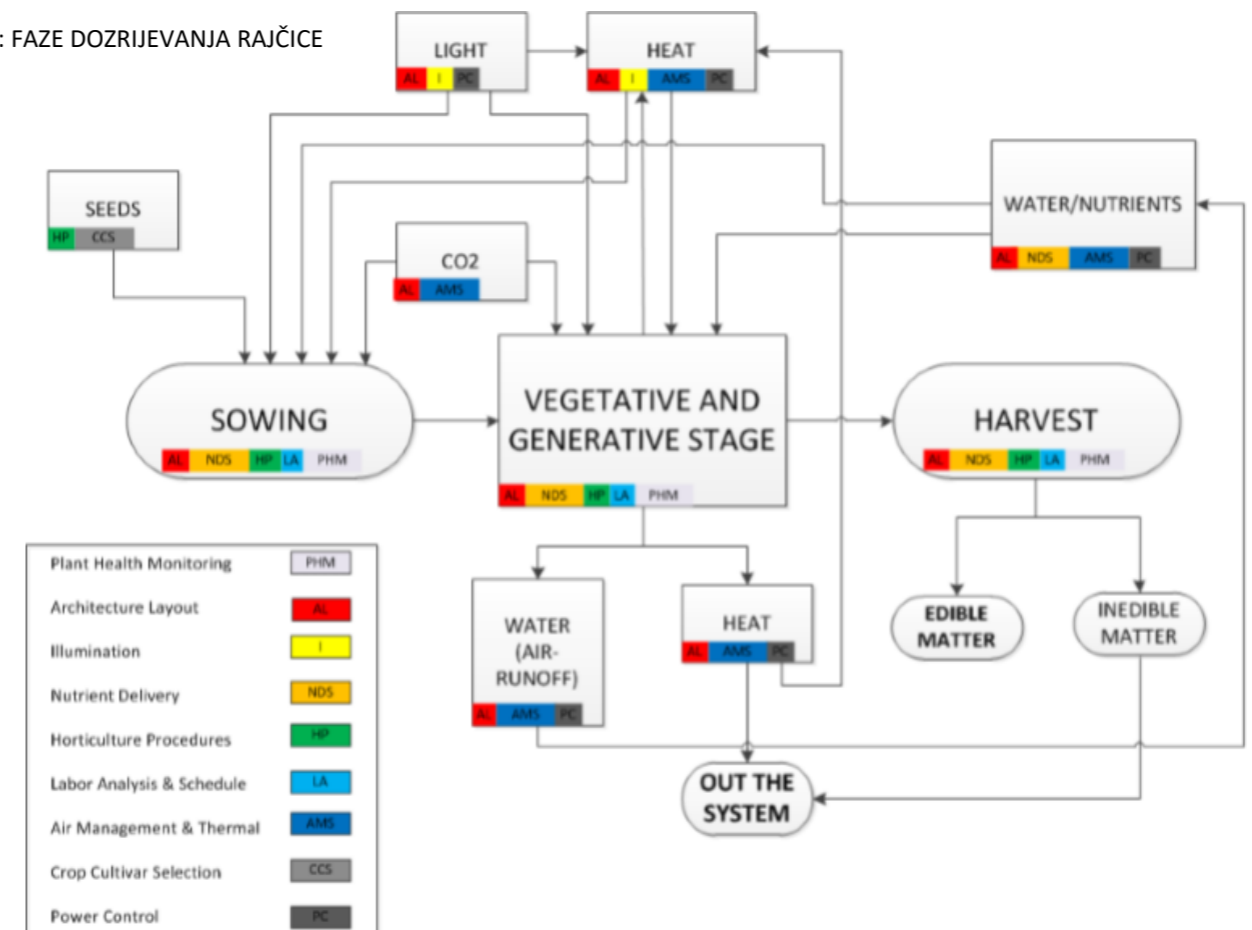 : FAZE DOZRIJEVANJA RAJČICE
LIGHT
AL I PC
HEAT
AL I AMS PC
SEEDS
HP CCS
WATER/NUTRIENTS
AL NDS AMS PC
CO2
AL AMS
SOWING
AL NDS HP LA PHM
VEGETATIVE AND
GENERATIVE STAGE
AL NDS HP LA PHM
HARVEST
AL NDS HP LA PHM
WATER
(AIR-
RUNOFF)
AL AMS PC
HEAT
AL AMS PC
EDIBLE
MATTER
INEDIBLE
MATTER
OUT THE
SYSTEM
Plant Health Monitoring PHM
Architecture Layout AL
Illumination I
Nutrient Delivery NDS
Horticulture Procedures HP
Labor Analysis & Schedule LA
Air Management & Thermal AMS
Crop Cultivar Selection CCS
Power Control PC